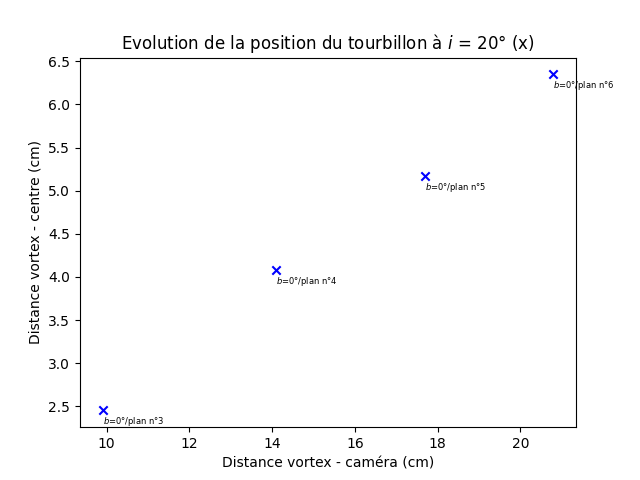 Evolution de la position du tourbillon à i = 20° (x)
6.5
6.0
5.5
5.0
4.5
4.0
3.5
3.0
2.5
Distance vortex - centre (cm)
b=0°/plan n°6
b=0°/plan n°5
b=0°/plan n°4
b=0°/plan n°3
10 12 14 16 18 20
Distance vortex - caméra (cm)